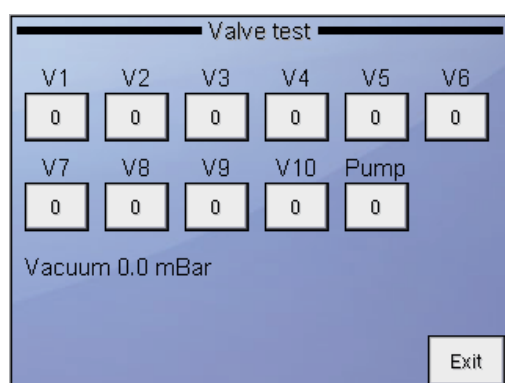 Valve test
V1 V2 V3 V4 V5 V6
0 0 0 0 0 0
V7 V8 V9 V10 Pump
0 0 0 0 0
Vacuum 0.0 mBar
Exit